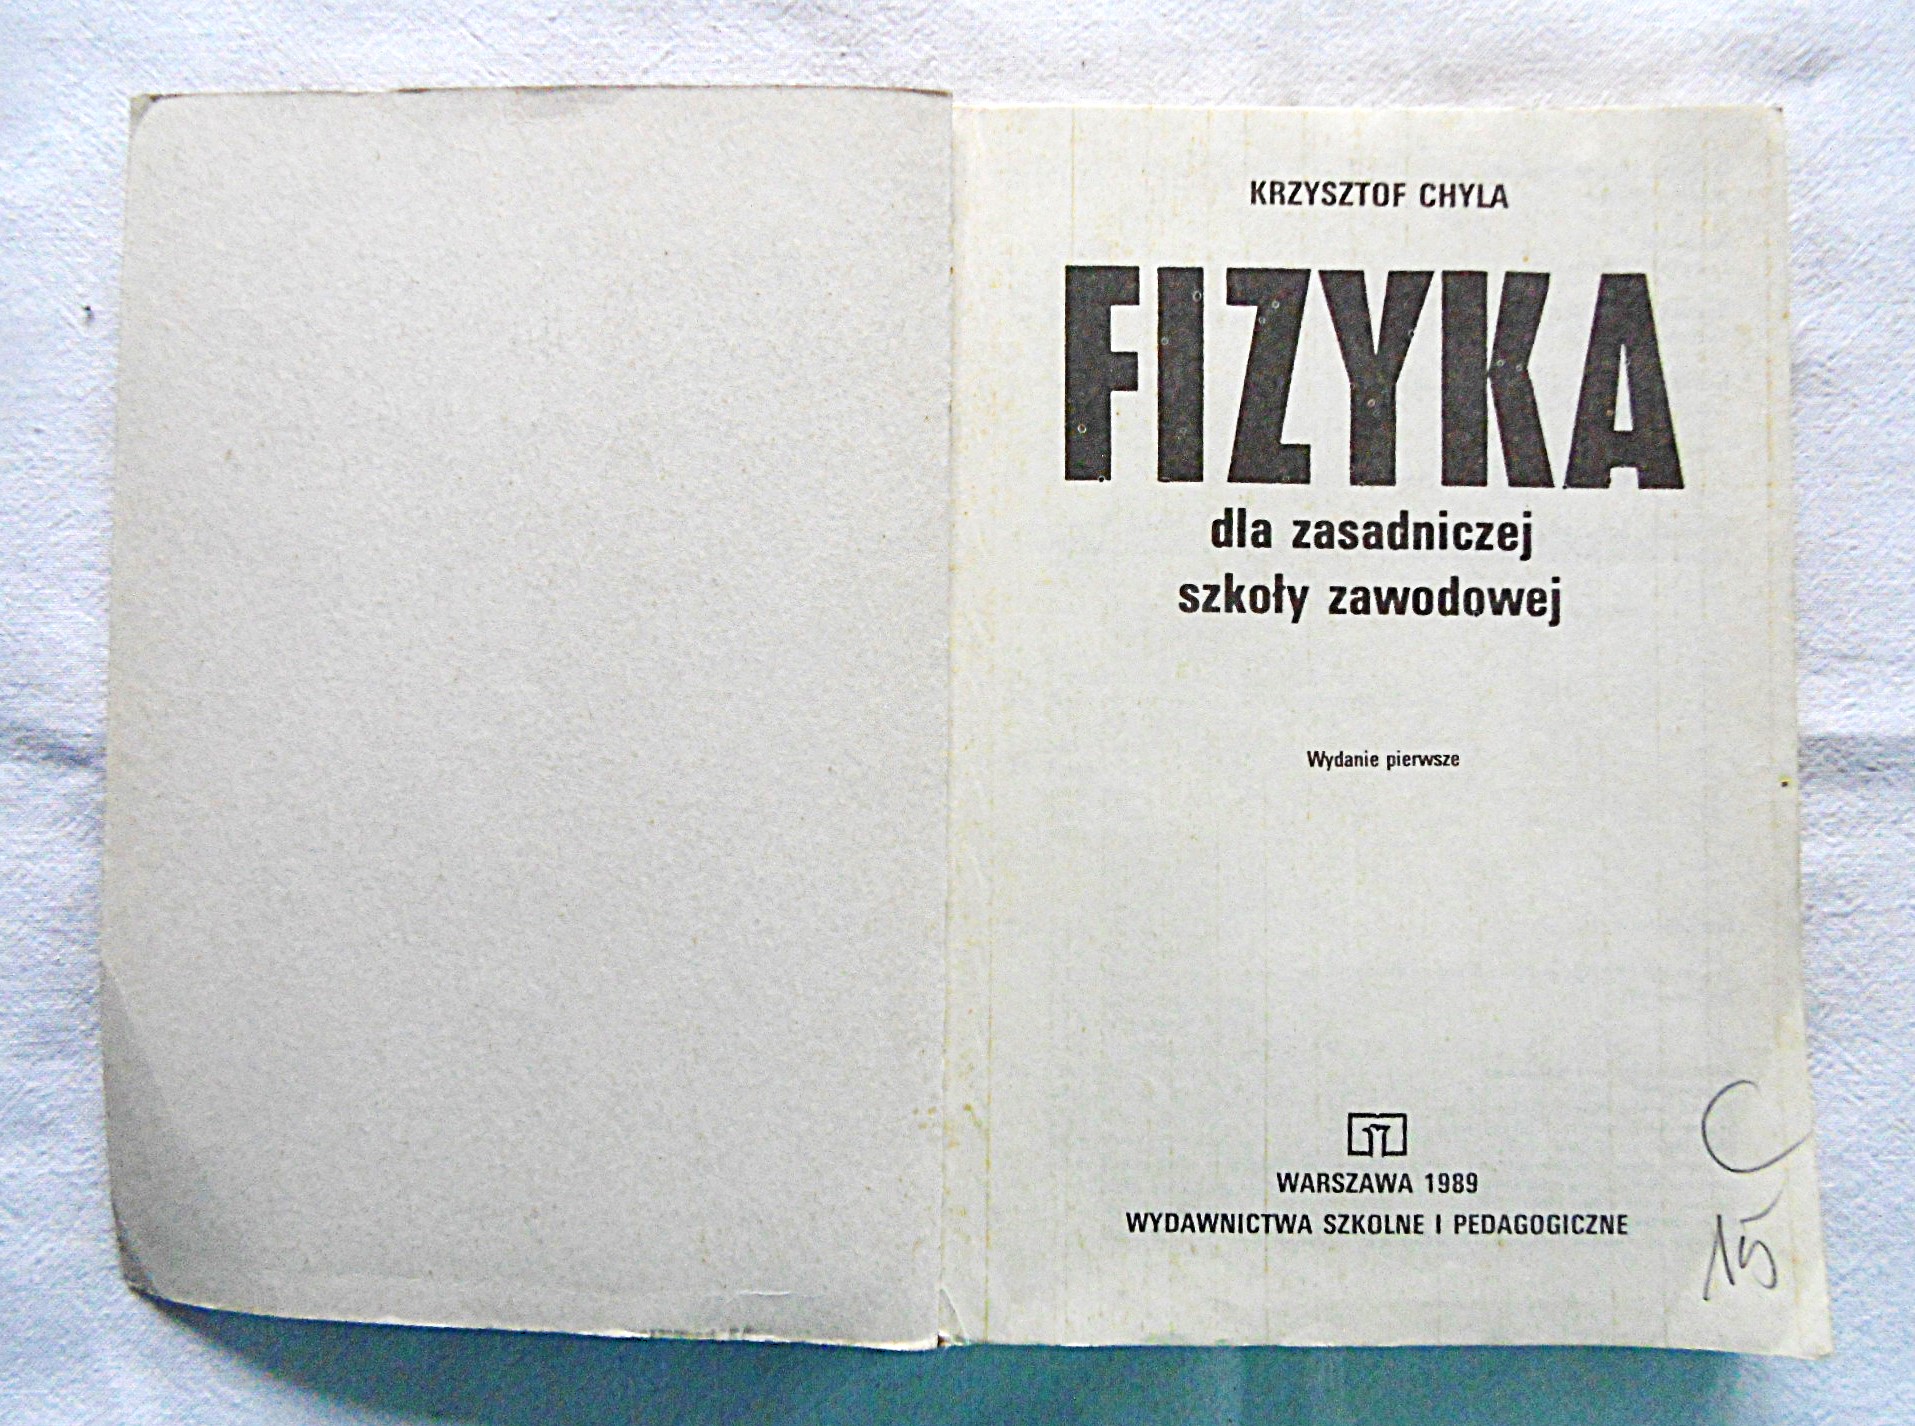 KRZYSZTOF CHYLA
FIZYKA
dla zasadniczej
szkoły zawodowej
Wydanie pierwsze
WARSZAWA 1989
WYDAWNICTWA SZKOLNE I PEDAGOGICZNE
C
15